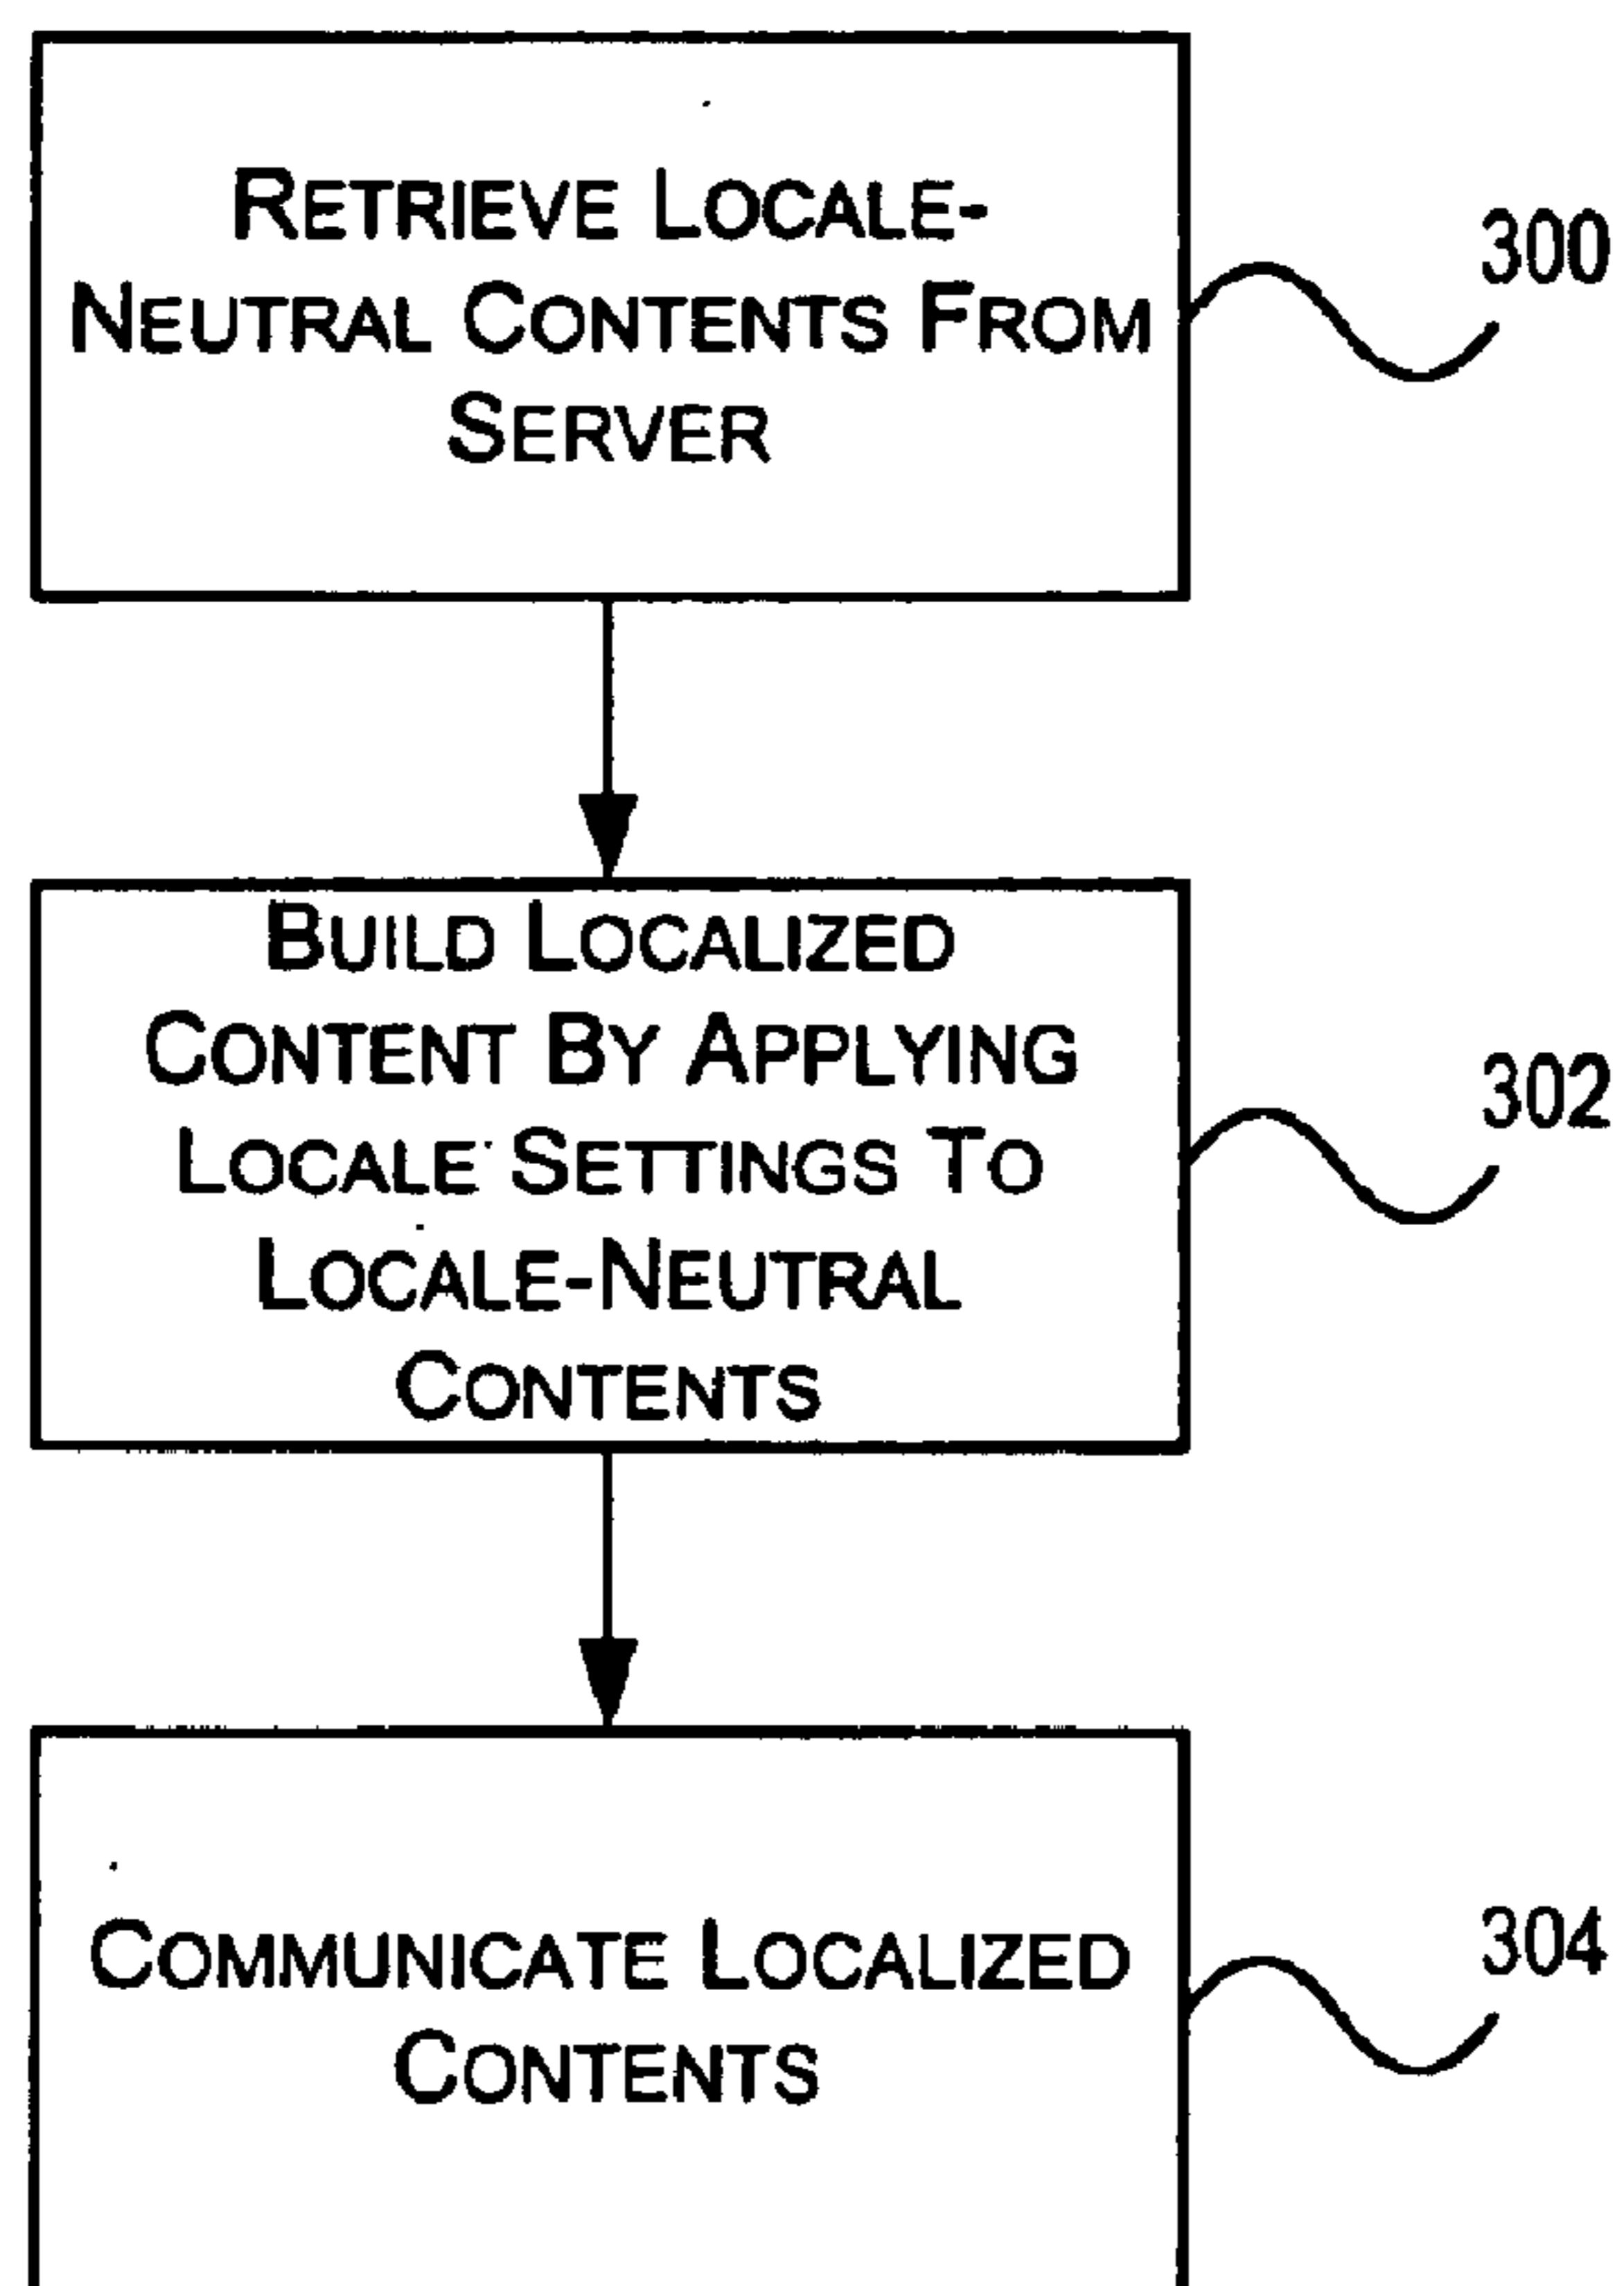 RETRIEVE LOCALE-
NEUTRAL CONTENTS FROM
SERVER
300
BUILD LOCALIZED
CONTENT BY APPLYING
LOCALE SETTINGS TO
LOCALE-NEUTRAL
CONTENTS
302
COMMUNICATE LOCALIZED
CONTENTS
304